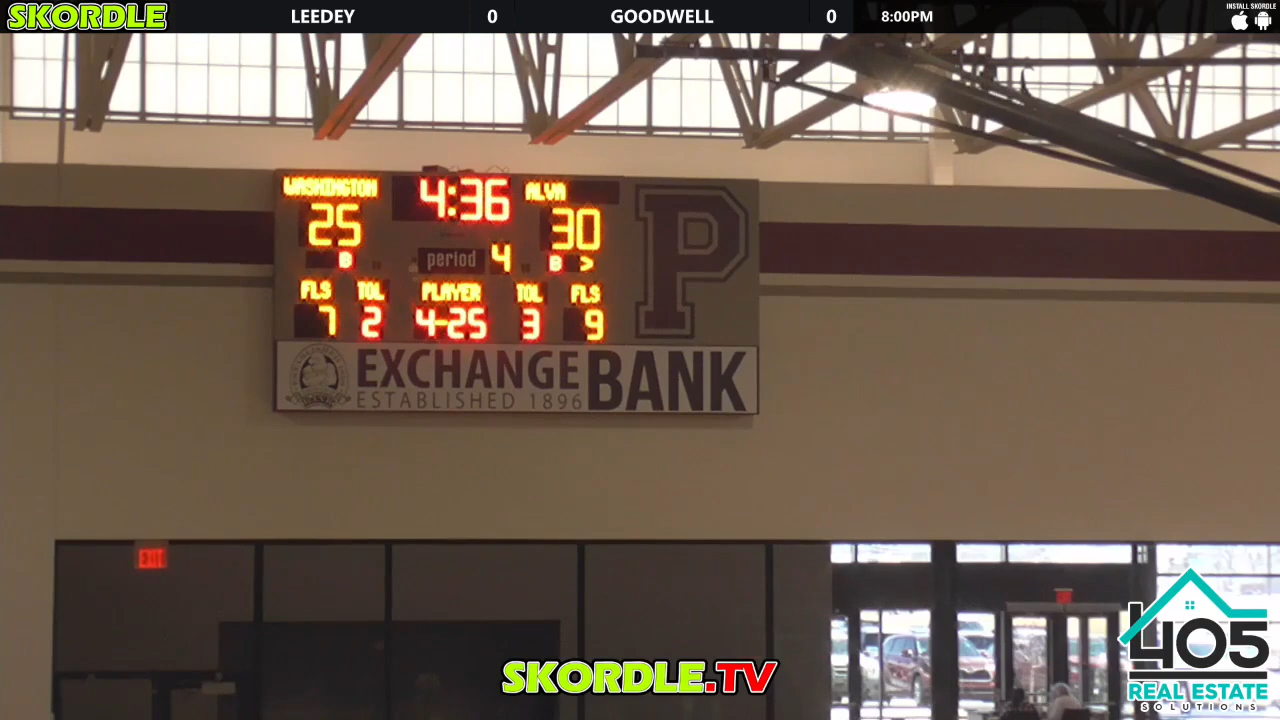 SKORDLE LEEDEY 0 GOODWELL 0 8:00PM INSTALL SKORDLE
WASHINGTON 4:36 ALVA
25 30
B period 4 B >
FLS TOL PLAYER TOL FLS
7 2 4-25 3 9
P
EXCHANGE BANK
ESTABLISHED 1896
EXIT
SKORDLE.TV
405
REAL ESTATE
SOLUTIONS